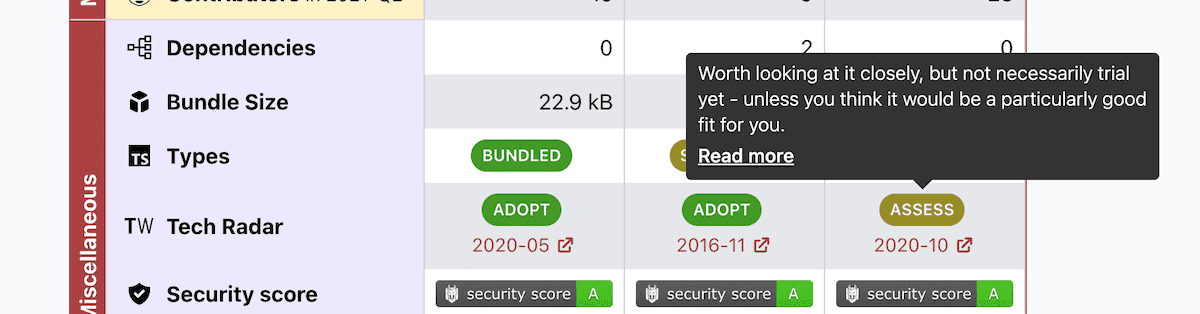 Dependencies 0 2 0
Bundle Size 22.9 kB
Worth looking at it closely, but not necessarily trial
yet - unless you think it would be a particularly good
fit for you.
Read more
TS Types BUNDLED
Miscellaneous
TW Tech Radar ADOPT ADOPT ASSESS
2020-05 2016-11 2020-10
Security score security score A security score A security score A